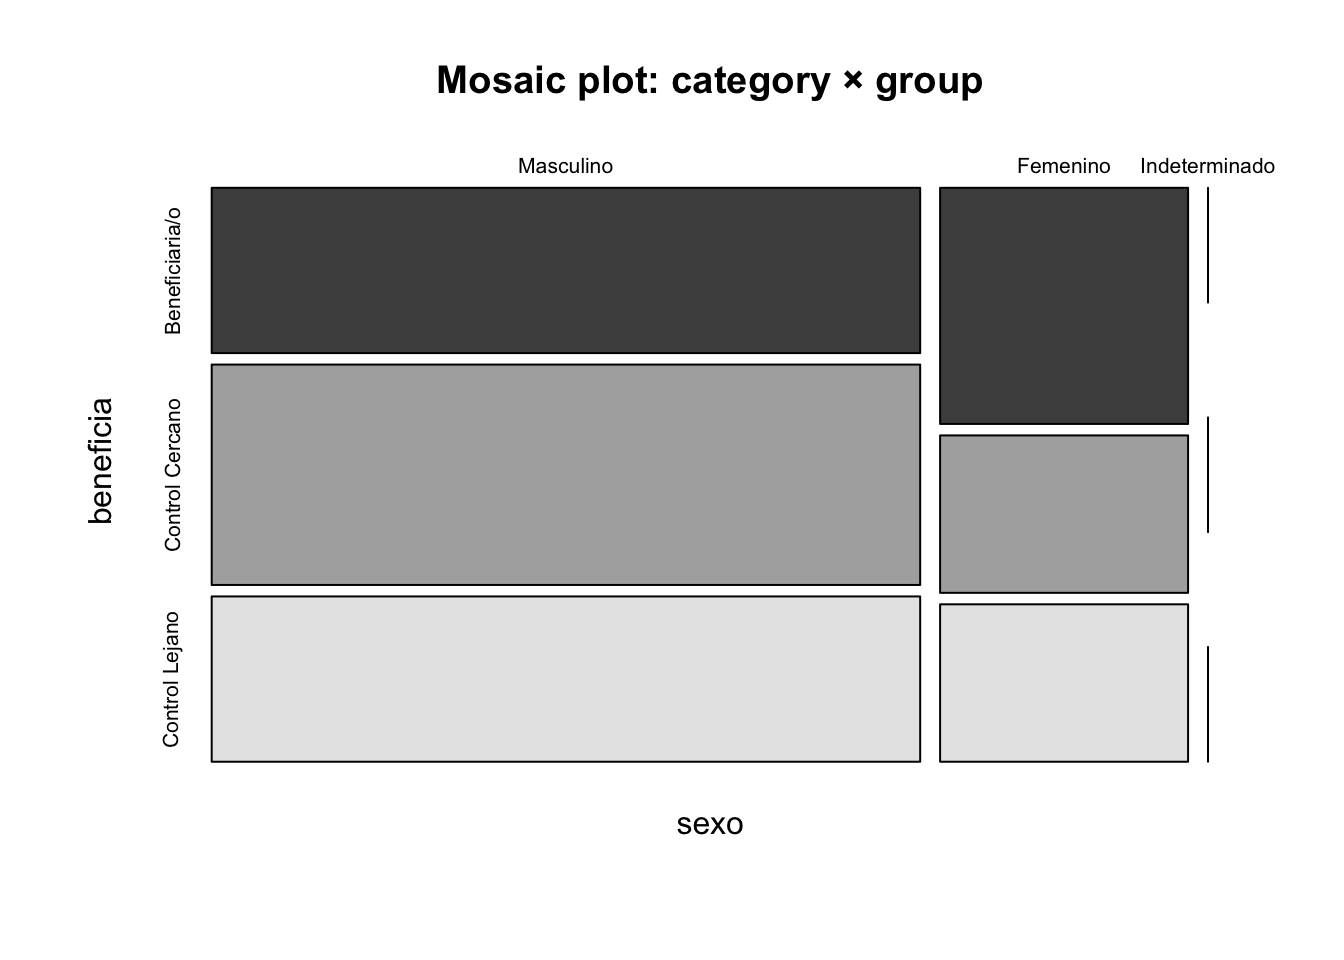 Mosaic plot: category × group
Masculino
Femenino
Indeterminado
Beneficiaria/o
Control Cercano
Control Lejano
beneficia
sexo